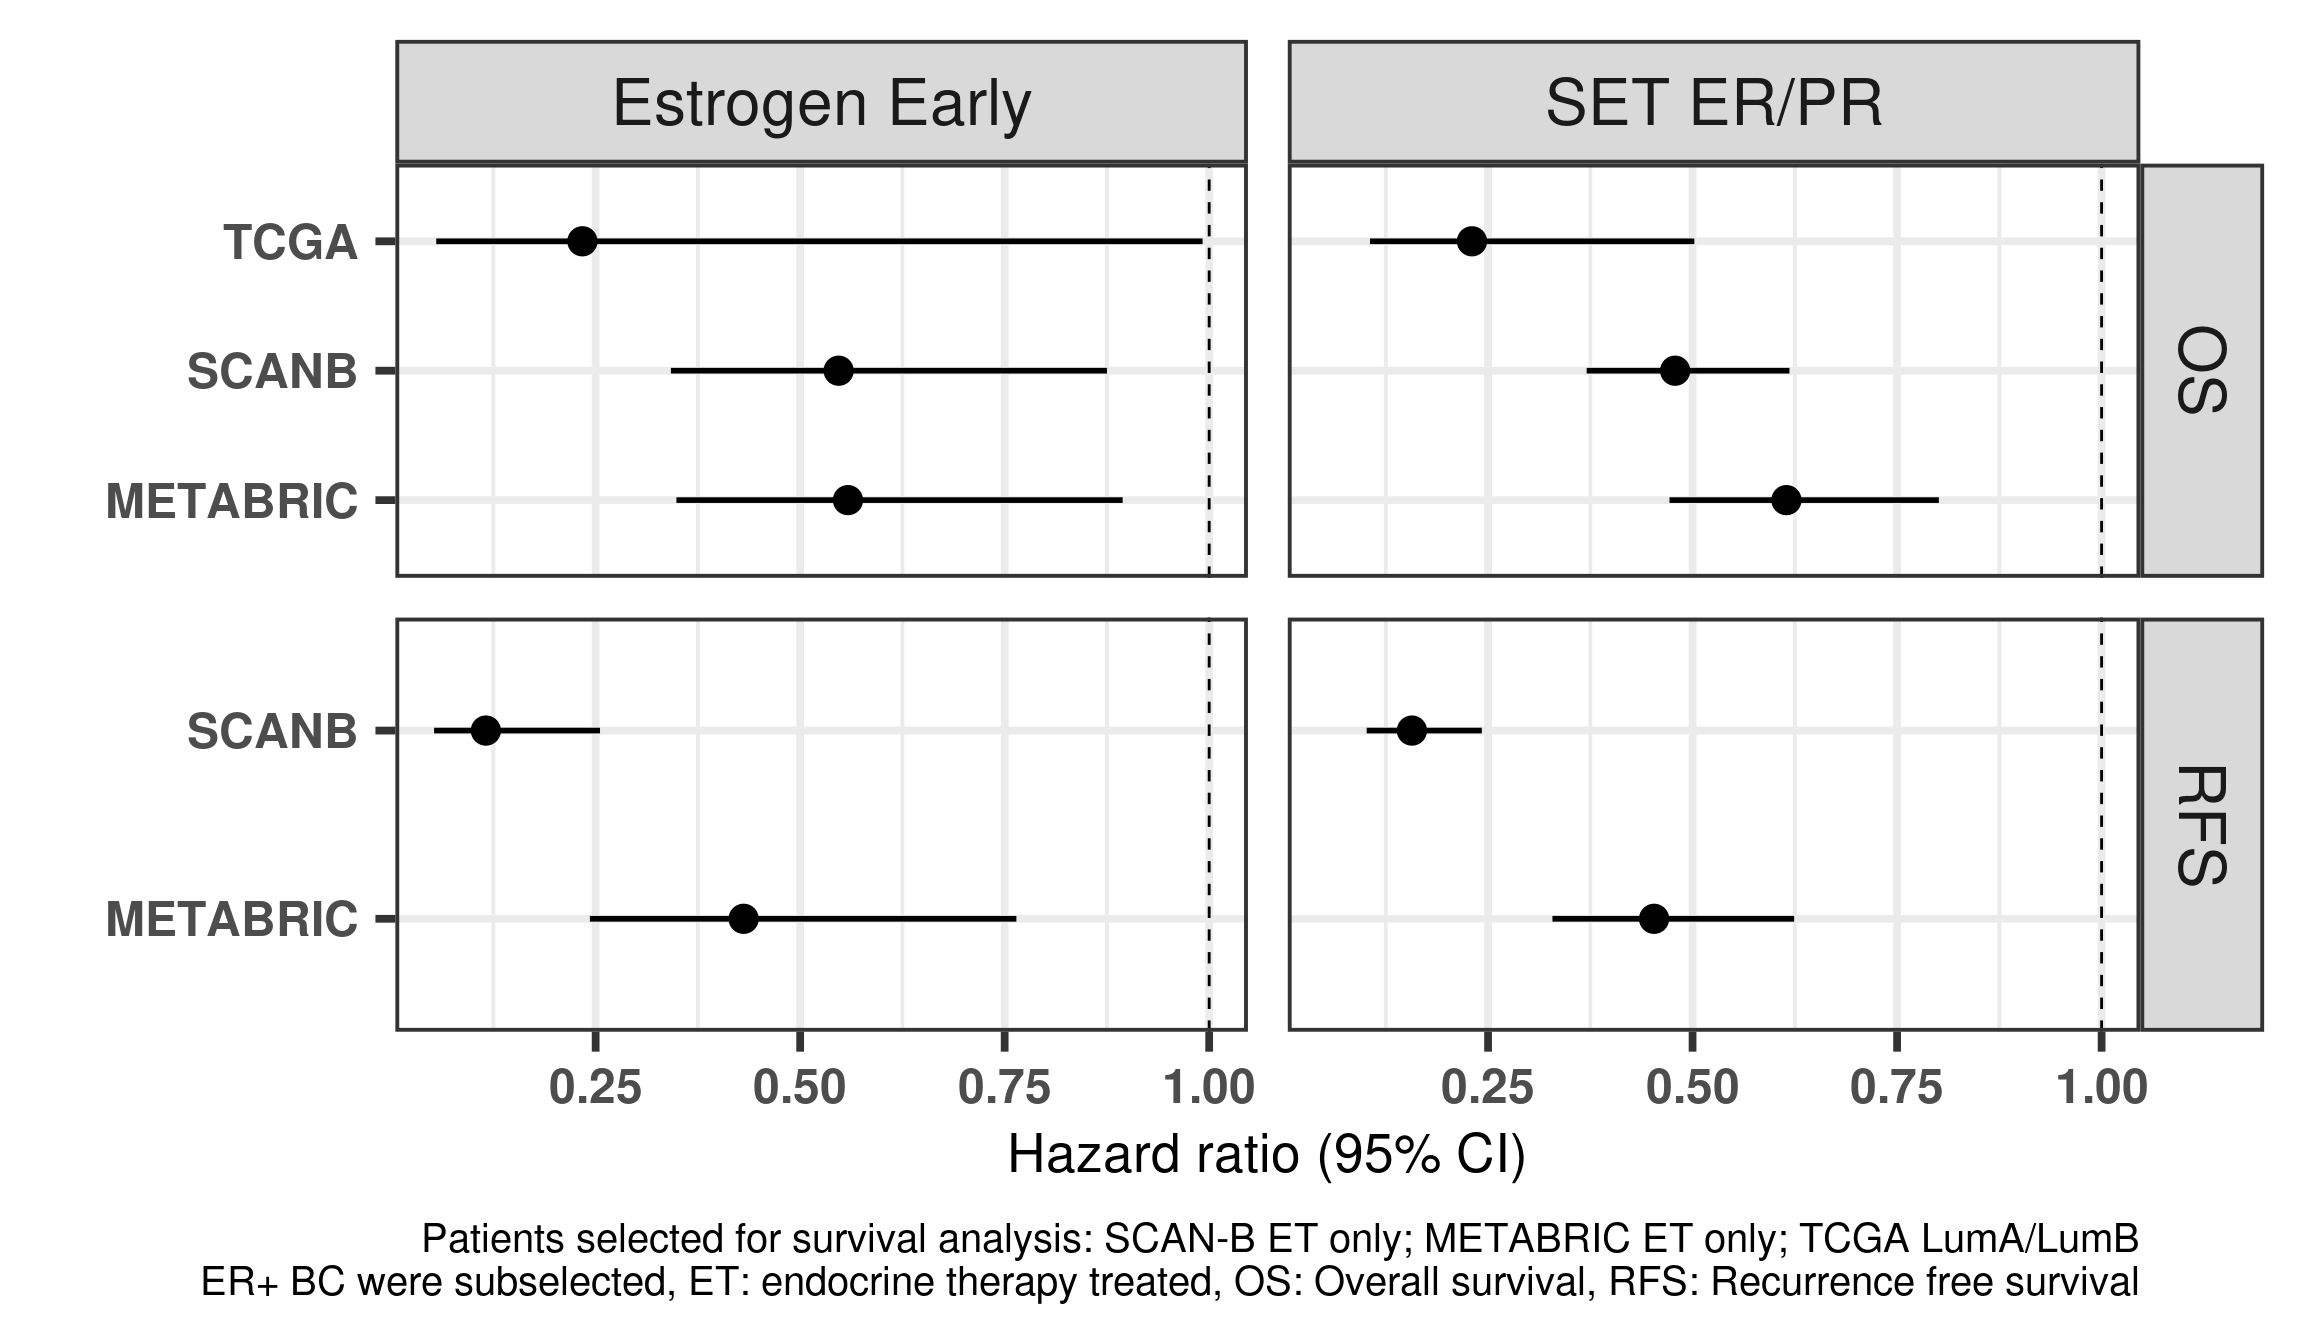 Estrogen Early
SET ER/PR
TCGA
SCANB
METABRIC
OS
SCANB
METABRIC
RFS
0.25 0.50 0.75 1.00
0.25 0.50 0.75 1.00
Hazard ratio (95% CI)
Patients selected for survival analysis: SCAN-B ET only; METABRIC ET only; TCGA LumA/LumB
ER+ BC were subselected, ET: endocrine therapy treated, OS: Overall survival, RFS: Recurrence free survival